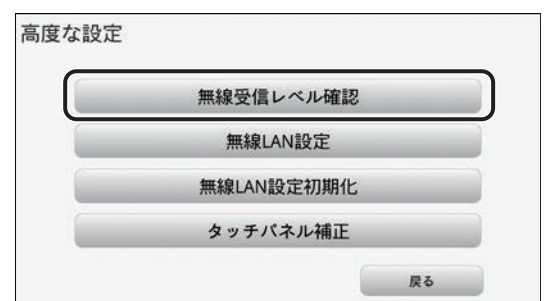 高度な設定
無線受信レベル確認
無線LAN設定
無線LAN設定初期化
タッチパネル補正
戻る